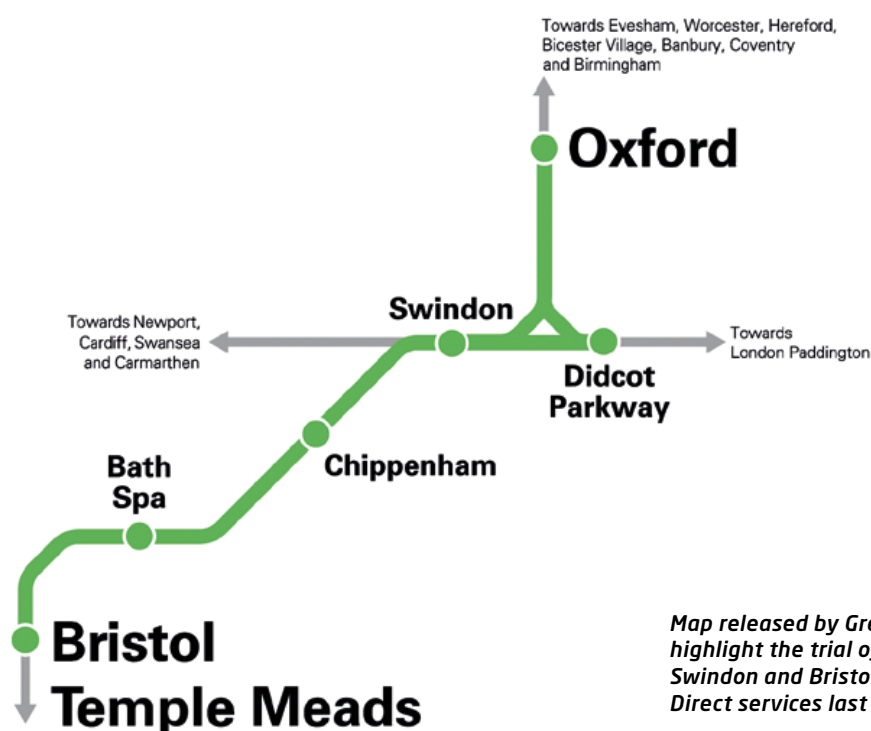 Towards Evesham, Worcester, Hereford,
Bicester Village, Banbury, Coventry
and Birmingham
Oxford
Swindon
Towards Newport,
Cardiff, Swansea
and Carmarthen
Towards
London Paddington
Didcot
Parkway
Chippenham
Bath
Spa
Bristol
Temple Meads
Map released by
highlight the trial
Swindon and
Direct services last